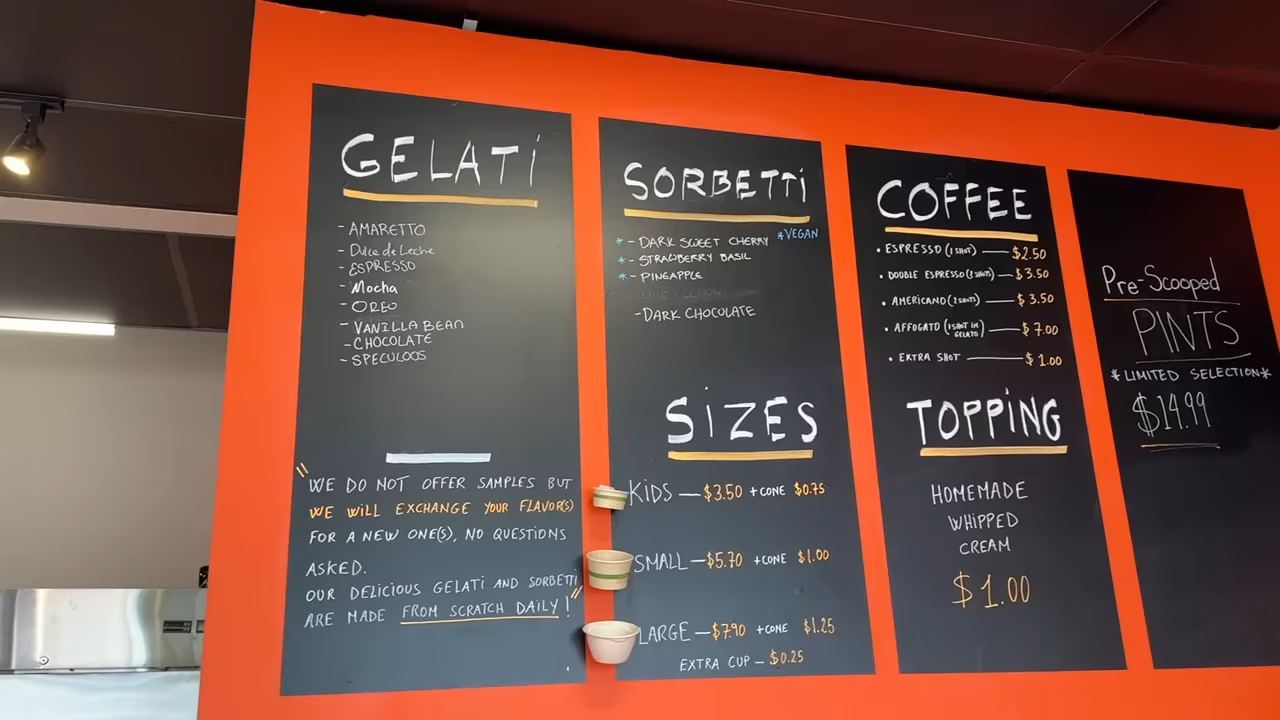 GELATi
- AMARETTO
- Dulce de Leche
- ESPRESSO
- Mocha
- OREO
- VANILLA BEAN
- CHOCOLATE
- SPECULOOS
"WE DO NOT OFFER SAMPLES BUT
WE WILL EXCHANGE YOUR FLAVOR(S)
FOR A NEW ONE(S), NO QUESTIONS
ASKED.
OUR DELICIOUS GELATI AND SORBETTI
ARE MADE FROM SCRATCH DAILY!"
SORBETTi
* - DARK SWEET CHERRY *VEGAN
* - STRAWBERRY BASIL
* - PINEAPPLE
- DARK CHOCOLATE
SiZES
KIDS — $3.50 + CONE $0.75
SMALL — $5.70 + CONE $1.00
LARGE — $7.90 + CONE $1.25
EXTRA CUP — $0.25
COFFEE
• ESPRESSO (1 SHOT) — $2.50
• DOUBLE ESPRESSO (2 SHOTS) — $3.50
• AMERICANO (2 SHOTS) — $3.50
• AFFOGATO (1 SHOT IN GELATO) — $7.00
• EXTRA SHOT — $1.00
TOPPiNG
HOMEMADE
WHIPPED
CREAM
$1.00
Pre-Scooped
PINTS
*LIMITED SELECTION*
$14.99